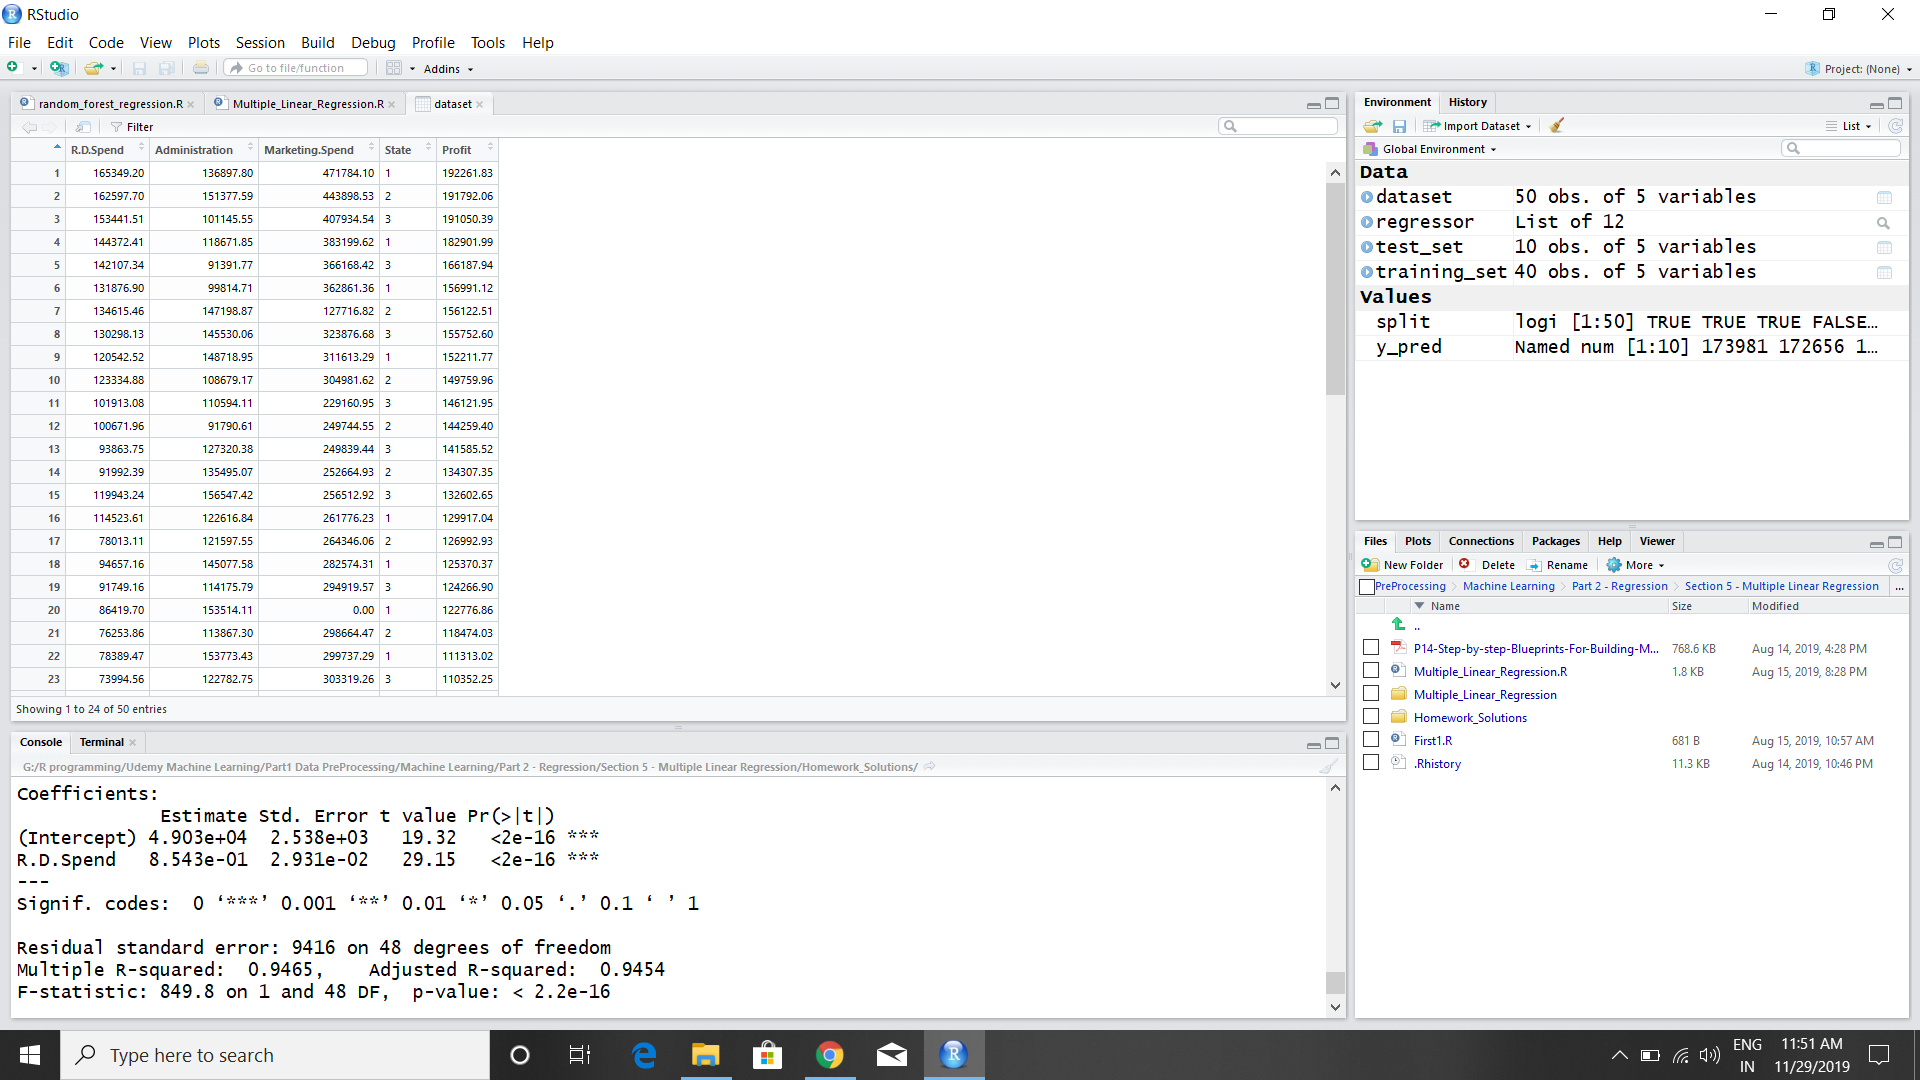 RStudio
File Edit Code View Plots Session Build Debug Profile Tools Help
Go to file/function Addins Project: (None)
random_forest_regression.R Multiple_Linear_Regression.R dataset
Filter
R.D.Spend Administration Marketing.Spend State Profit
1 165349.20 136897.80 471784.10 1 192261.83
2 162597.70 151377.59 443898.53 2 191792.06
3 153441.51 101145.55 407934.54 3 191050.39
4 144372.41 118671.85 383199.62 1 182901.99
5 142107.34 91391.77 366168.42 3 166187.94
6 131876.90 99814.71 362861.36 1 156991.12
7 134615.46 147198.87 127716.82 2 156122.51
8 130298.13 145530.06 323876.68 3 155752.60
9 120542.52 148718.95 311613.29 1 152211.77
10 123334.88 108679.17 304981.62 2 149759.96
11 101913.08 110594.11 229160.95 3 146121.95
12 100671.96 91790.61 249744.55 2 144259.40
13 93863.75 127320.38 249839.44 3 141585.52
14 91992.39 135495.07 252664.93 2 134307.35
15 119943.24 156547.42 256512.92 3 132602.65
16 114523.61 122616.84 261776.23 1 129917.04
17 78013.11 121597.55 264346.06 2 126992.93
18 94657.16 145077.58 282574.31 1 125370.37
19 91749.16 114175.79 294919.57 3 124266.90
20 86419.70 153514.11 0.00 1 122776.86
21 76253.86 113867.30 298664.47 2 118474.03
22 78389.47 153773.43 299737.29 1 111313.02
23 73994.56 122782.75 303319.26 3 110352.25
Showing 1 to 24 of 50 entries
Console Terminal
G:/R programming/Udemy Machine Learning/Part1 Data PreProcessing/Machine Learning/Part 2 - Regression/Section 5 - Multiple Linear Regression/Homework_Solutions/
Coefficients:
Estimate Std. Error t value Pr(>|t|)
(Intercept) 4.903e+04 2.538e+03 19.32 <2e-16 ***
R.D.Spend 8.543e-01 2.931e-02 29.15 <2e-16 ***
---
Signif. codes: 0 ‘***’ 0.001 ‘**’ 0.01 ‘*’ 0.05 ‘.’ 0.1 ‘ ’ 1
Residual standard error: 9416 on 48 degrees of freedom
Multiple R-squared: 0.9465, Adjusted R-squared: 0.9454
F-statistic: 849.8 on 1 and 48 DF, p-value: < 2.2e-16
Environment History
Import Dataset List
Global Environment
Data
dataset 50 obs. of 5 variables
regressor List of 12
test_set 10 obs. of 5 variables
training_set 40 obs. of 5 variables
Values
split logi [1:50] TRUE TRUE TRUE FALSE…
y_pred Named num [1:10] 173981 172656 1…
Files Plots Connections Packages Help Viewer
New Folder Delete Rename More
PreProcessing Machine Learning Part 2 - Regression Section 5 - Multiple Linear Regression ...
Name Size Modified
..
P14-Step-by-step-Blueprints-For-Building-M... 768.6 KB Aug 14, 2019, 4:28 PM
Multiple_Linear_Regression.R 1.8 KB Aug 15, 2019, 8:28 PM
Multiple_Linear_Regression
Homework_Solutions
First1.R 681 B Aug 15, 2019, 10:57 AM
.Rhistory 11.3 KB Aug 14, 2019, 10:46 PM
Type here to search
ENG 11:51 AM
IN 11/29/2019